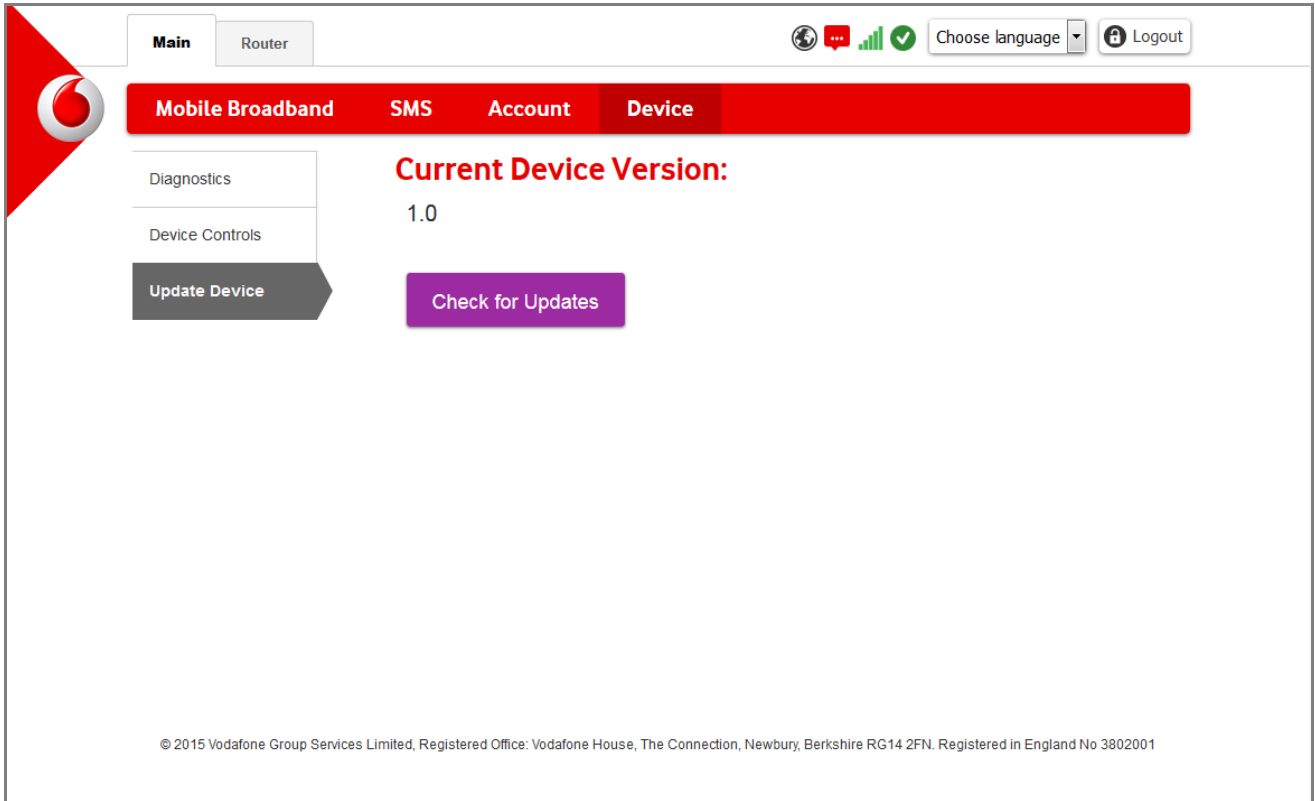 Main
Router
Choose language
Logout
Mobile Broadband
SMS
Account
Device
Diagnostics
Device Controls
Update Device
Current Device Version:
1.0
Check for Updates
© 2015 Vodafone Group Services Limited, Registered Office: Vodafone House, The Connection, Newbury, Berkshire RG14 2FN. Registered in England No 3802001